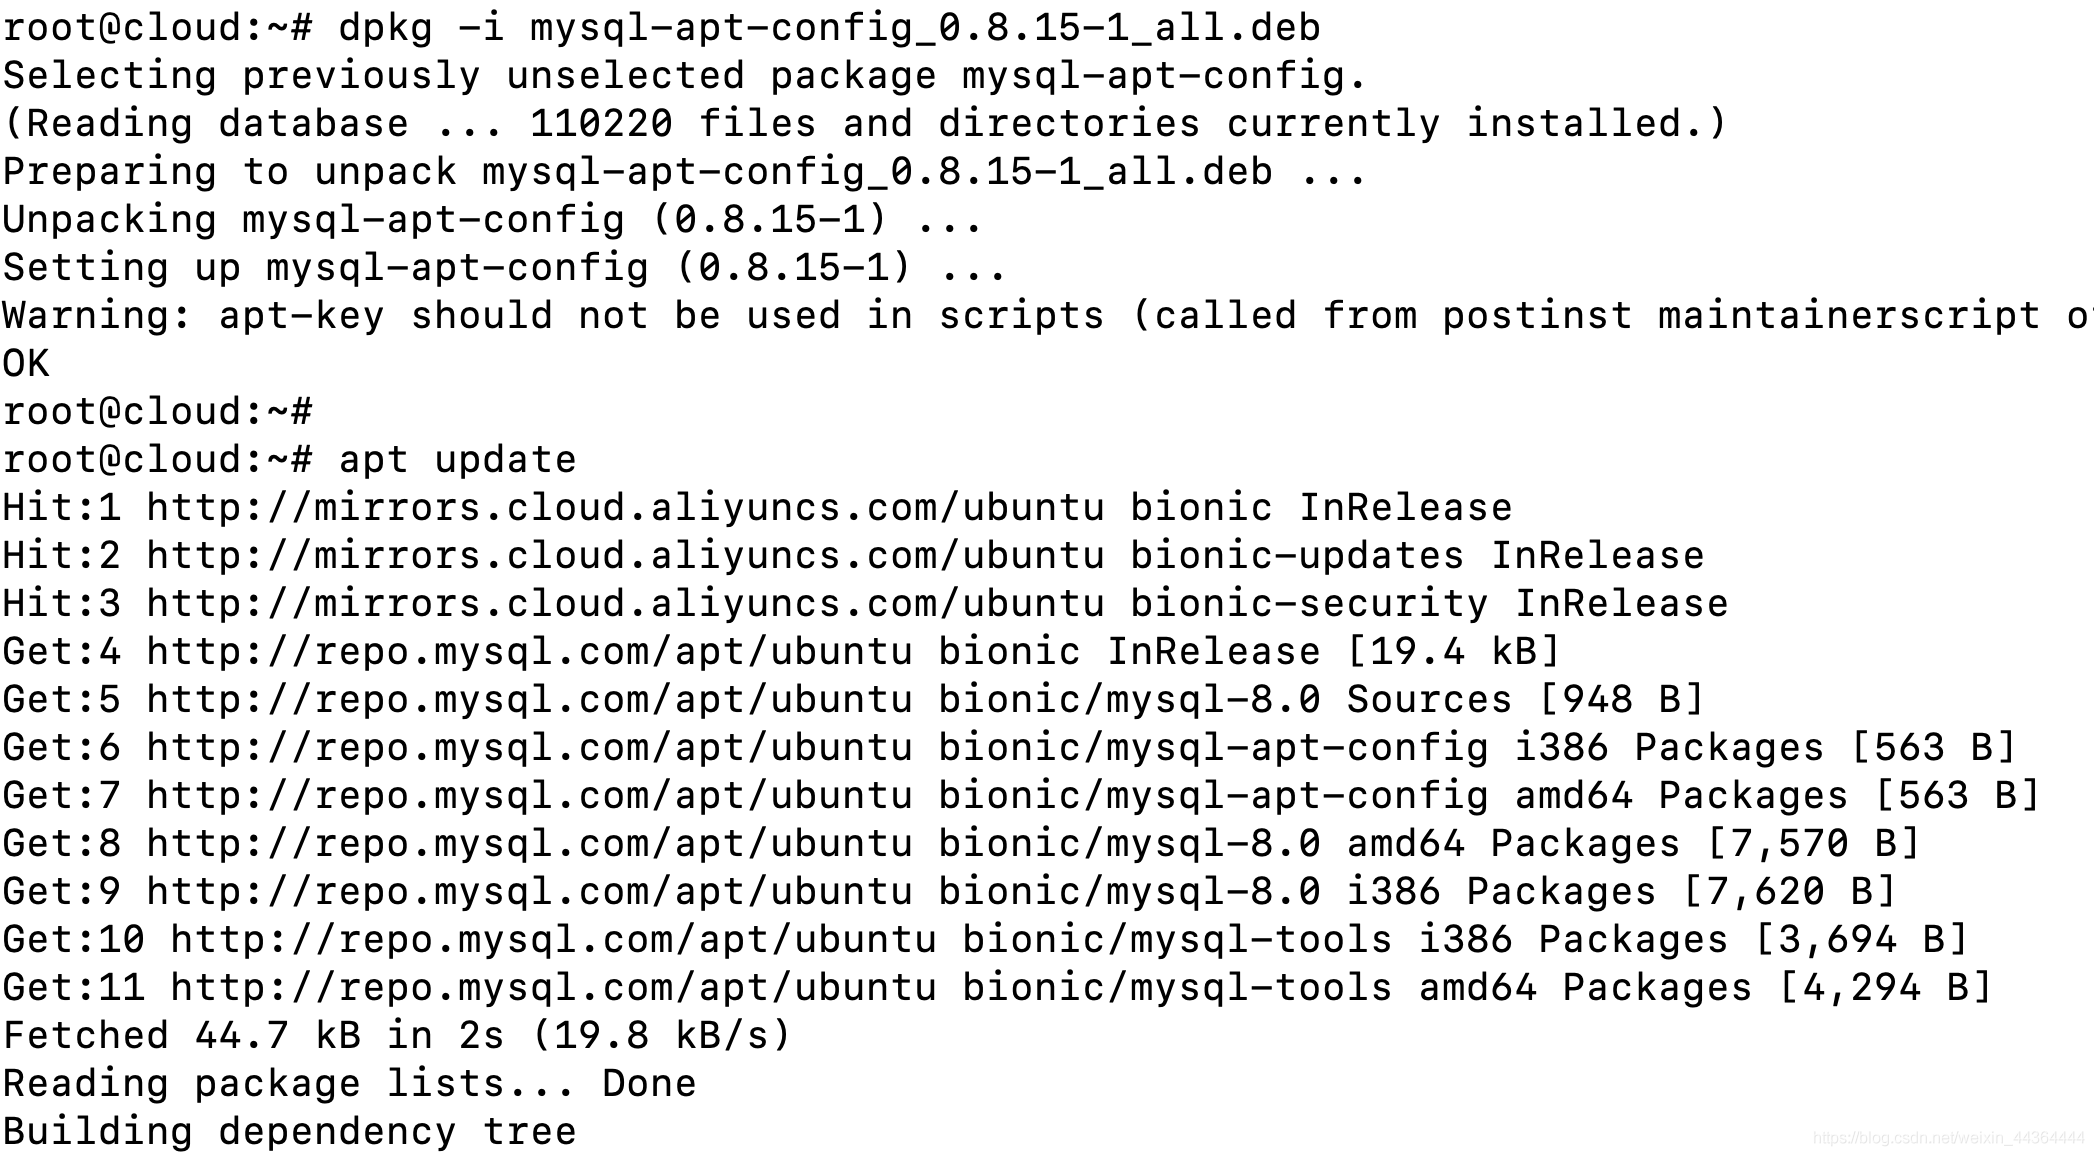 root@cloud:~# dpkg -i mysql-apt-config_0.8.15-1_all.deb
Selecting previously unselected package mysql-apt-config.
(Reading database ... 110220 files and directories currently installed.)
Preparing to unpack mysql-apt-config_0.8.15-1_all.deb ...
Unpacking mysql-apt-config (0.8.15-1) ...
Setting up mysql-apt-config (0.8.15-1) ...
Warning: apt-key should not be used in scripts (called from postinst maintainerscript
OK
root@cloud:~#
root@cloud:~# apt update
Hit:1 http://mirrors.cloud.aliyuncs.com/ubuntu bionic InRelease
Hit:2 http://mirrors.cloud.aliyuncs.com/ubuntu bionic-updates InRelease
Hit:3 http://mirrors.cloud.aliyuncs.com/ubuntu bionic-security InRelease
Get:4 http://repo.mysql.com/apt/ubuntu bionic InRelease [19.4 kB]
Get:5 http://repo.mysql.com/apt/ubuntu bionic/mysql-8.0 Sources [948 B]
Get:6 http://repo.mysql.com/apt/ubuntu bionic/mysql-apt-config i386 Packages [563 B]
Get:7 http://repo.mysql.com/apt/ubuntu bionic/mysql-apt-config amd64 Packages [563 B]
Get:8 http://repo.mysql.com/apt/ubuntu bionic/mysql-8.0 amd64 Packages [7,570 B]
Get:9 http://repo.mysql.com/apt/ubuntu bionic/mysql-8.0 i386 Packages [7,620 B]
Get:10 http://repo.mysql.com/apt/ubuntu bionic/mysql-tools i386 Packages [3,694 B]
Get:11 http://repo.mysql.com/apt/ubuntu bionic/mysql-tools amd64 Packages [4,294 B]
Fetched 44.7 kB in 2s (19.8 kB/s)
Reading package lists... Done
Building dependency tree
https://blog.csdn.net/weixin_44364444